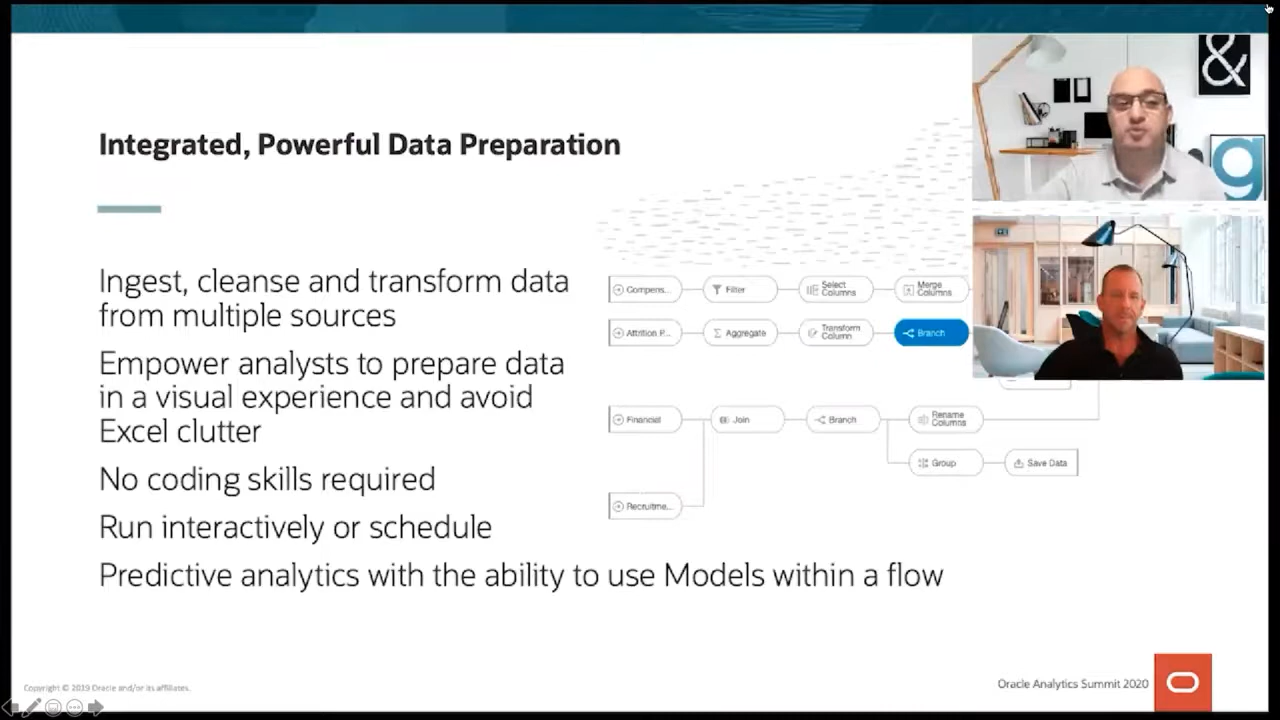 &
g
Integrated, Powerful Data Preparation
Ingest, cleanse and transform data
from multiple sources
Empower analysts to prepare data
in a visual experience and avoid
Excel clutter
No coding skills required
Run interactively or schedule
Predictive analytics with the ability to use Models within a flow
Compens...
Filter
Select
Columns
Merge
Columns
Attrition P...
Aggregate
Transform
Column
Branch
Financial
Join
Branch
Rename
Columns
Group
Save Data
Recruitme...
Copyright © 2019 Oracle and/or its affiliates.
Oracle Analytics Summit 2020